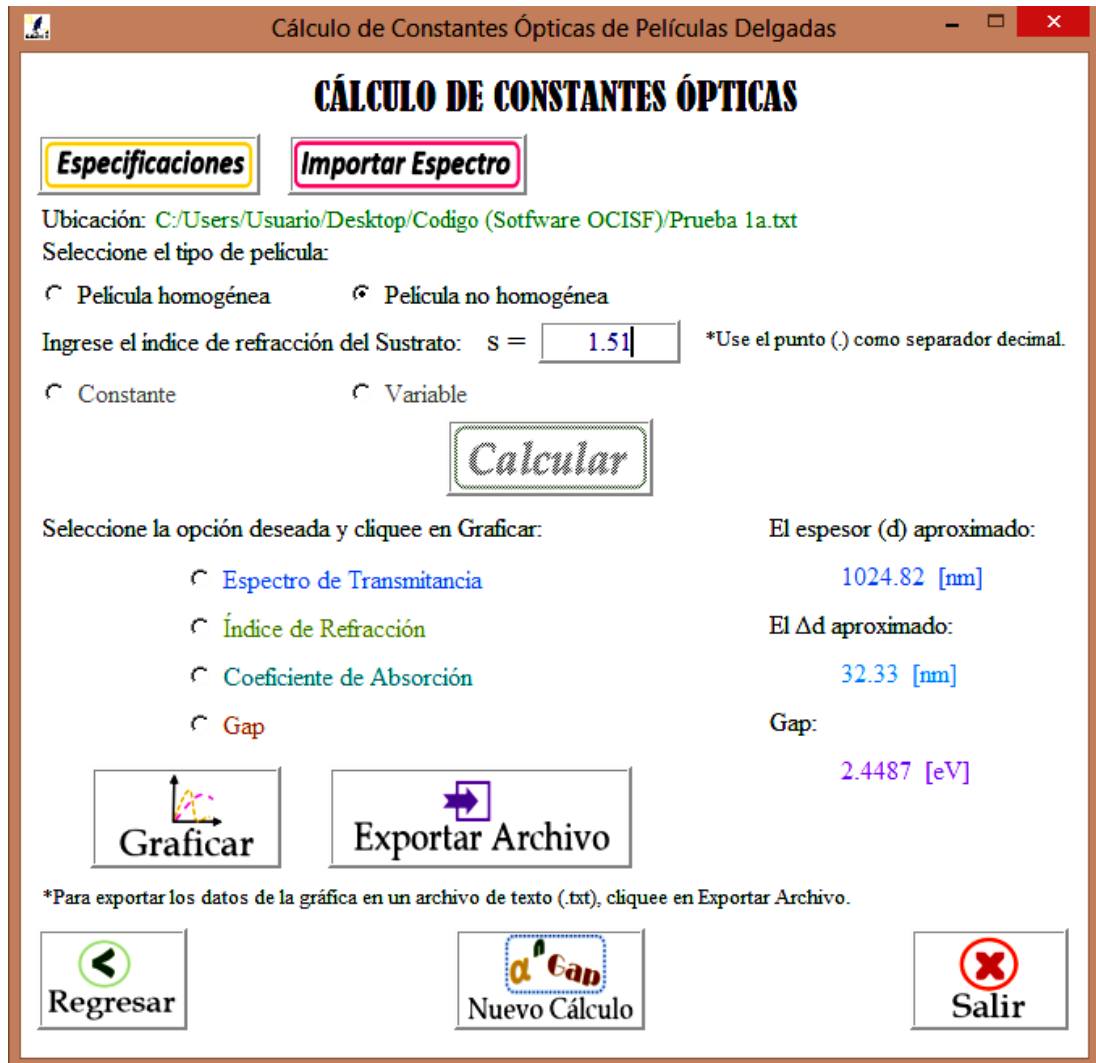 Cálculo de Constantes Ópticas de Películas Delgadas
CÁLCULO DE CONSTANTES ÓPTICAS
Especificaciones Importar Espectro
Ubicación: C:/Users/Usuario/Desktop/Codigo (Sotfware OCISF)/Prueba 1a.txt
Seleccione el tipo de película:
Película homogénea Película no homogénea
Ingrese el índice de refracción del Sustrato: s = 1.51 *Use el punto (.) como separador decimal.
Constante Variable
Calcular
Seleccione la opción deseada y cliquee en Graficar: El espesor (d) aproximado:
Espectro de Transmitancia 1024.82 [nm]
Índice de Refracción El Δd aproximado:
Coeficiente de Absorción 32.33 [nm]
Gap Gap:
2.4487 [eV]
Graficar Exportar Archivo
*Para exportar los datos de la gráfica en un archivo de texto (.txt), cliquee en Exportar Archivo.
α n Gap
Regresar Nuevo Cálculo Salir